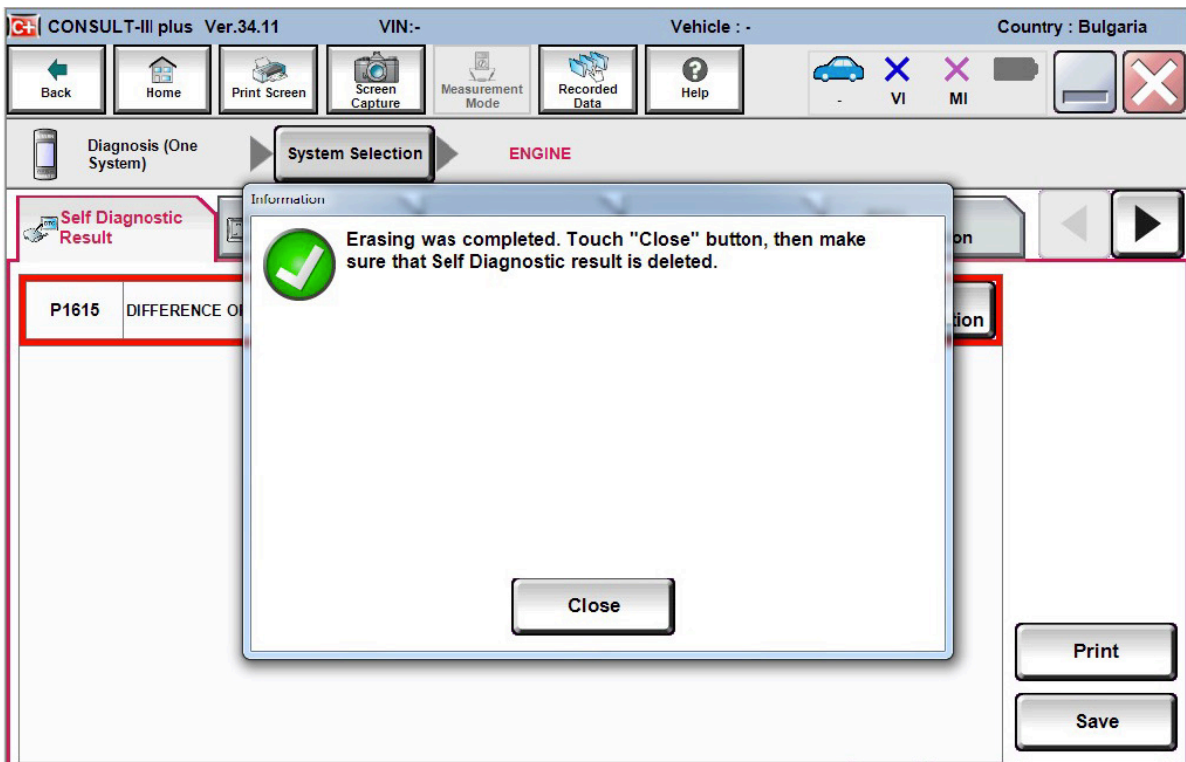 C+ CONSULT-III plus Ver.34.11 VIN:- Vehicle : - Country : Bulgaria
Back Home Print Screen Screen Capture Measurement Mode Recorded Data Help - VI MI
Diagnosis (One System) System Selection ENGINE
Self Diagnostic Result
Information
Erasing was completed. Touch "Close" button, then make
sure that Self Diagnostic result is deleted.
on
P1615 DIFFERENCE tion
Close
Print
Save